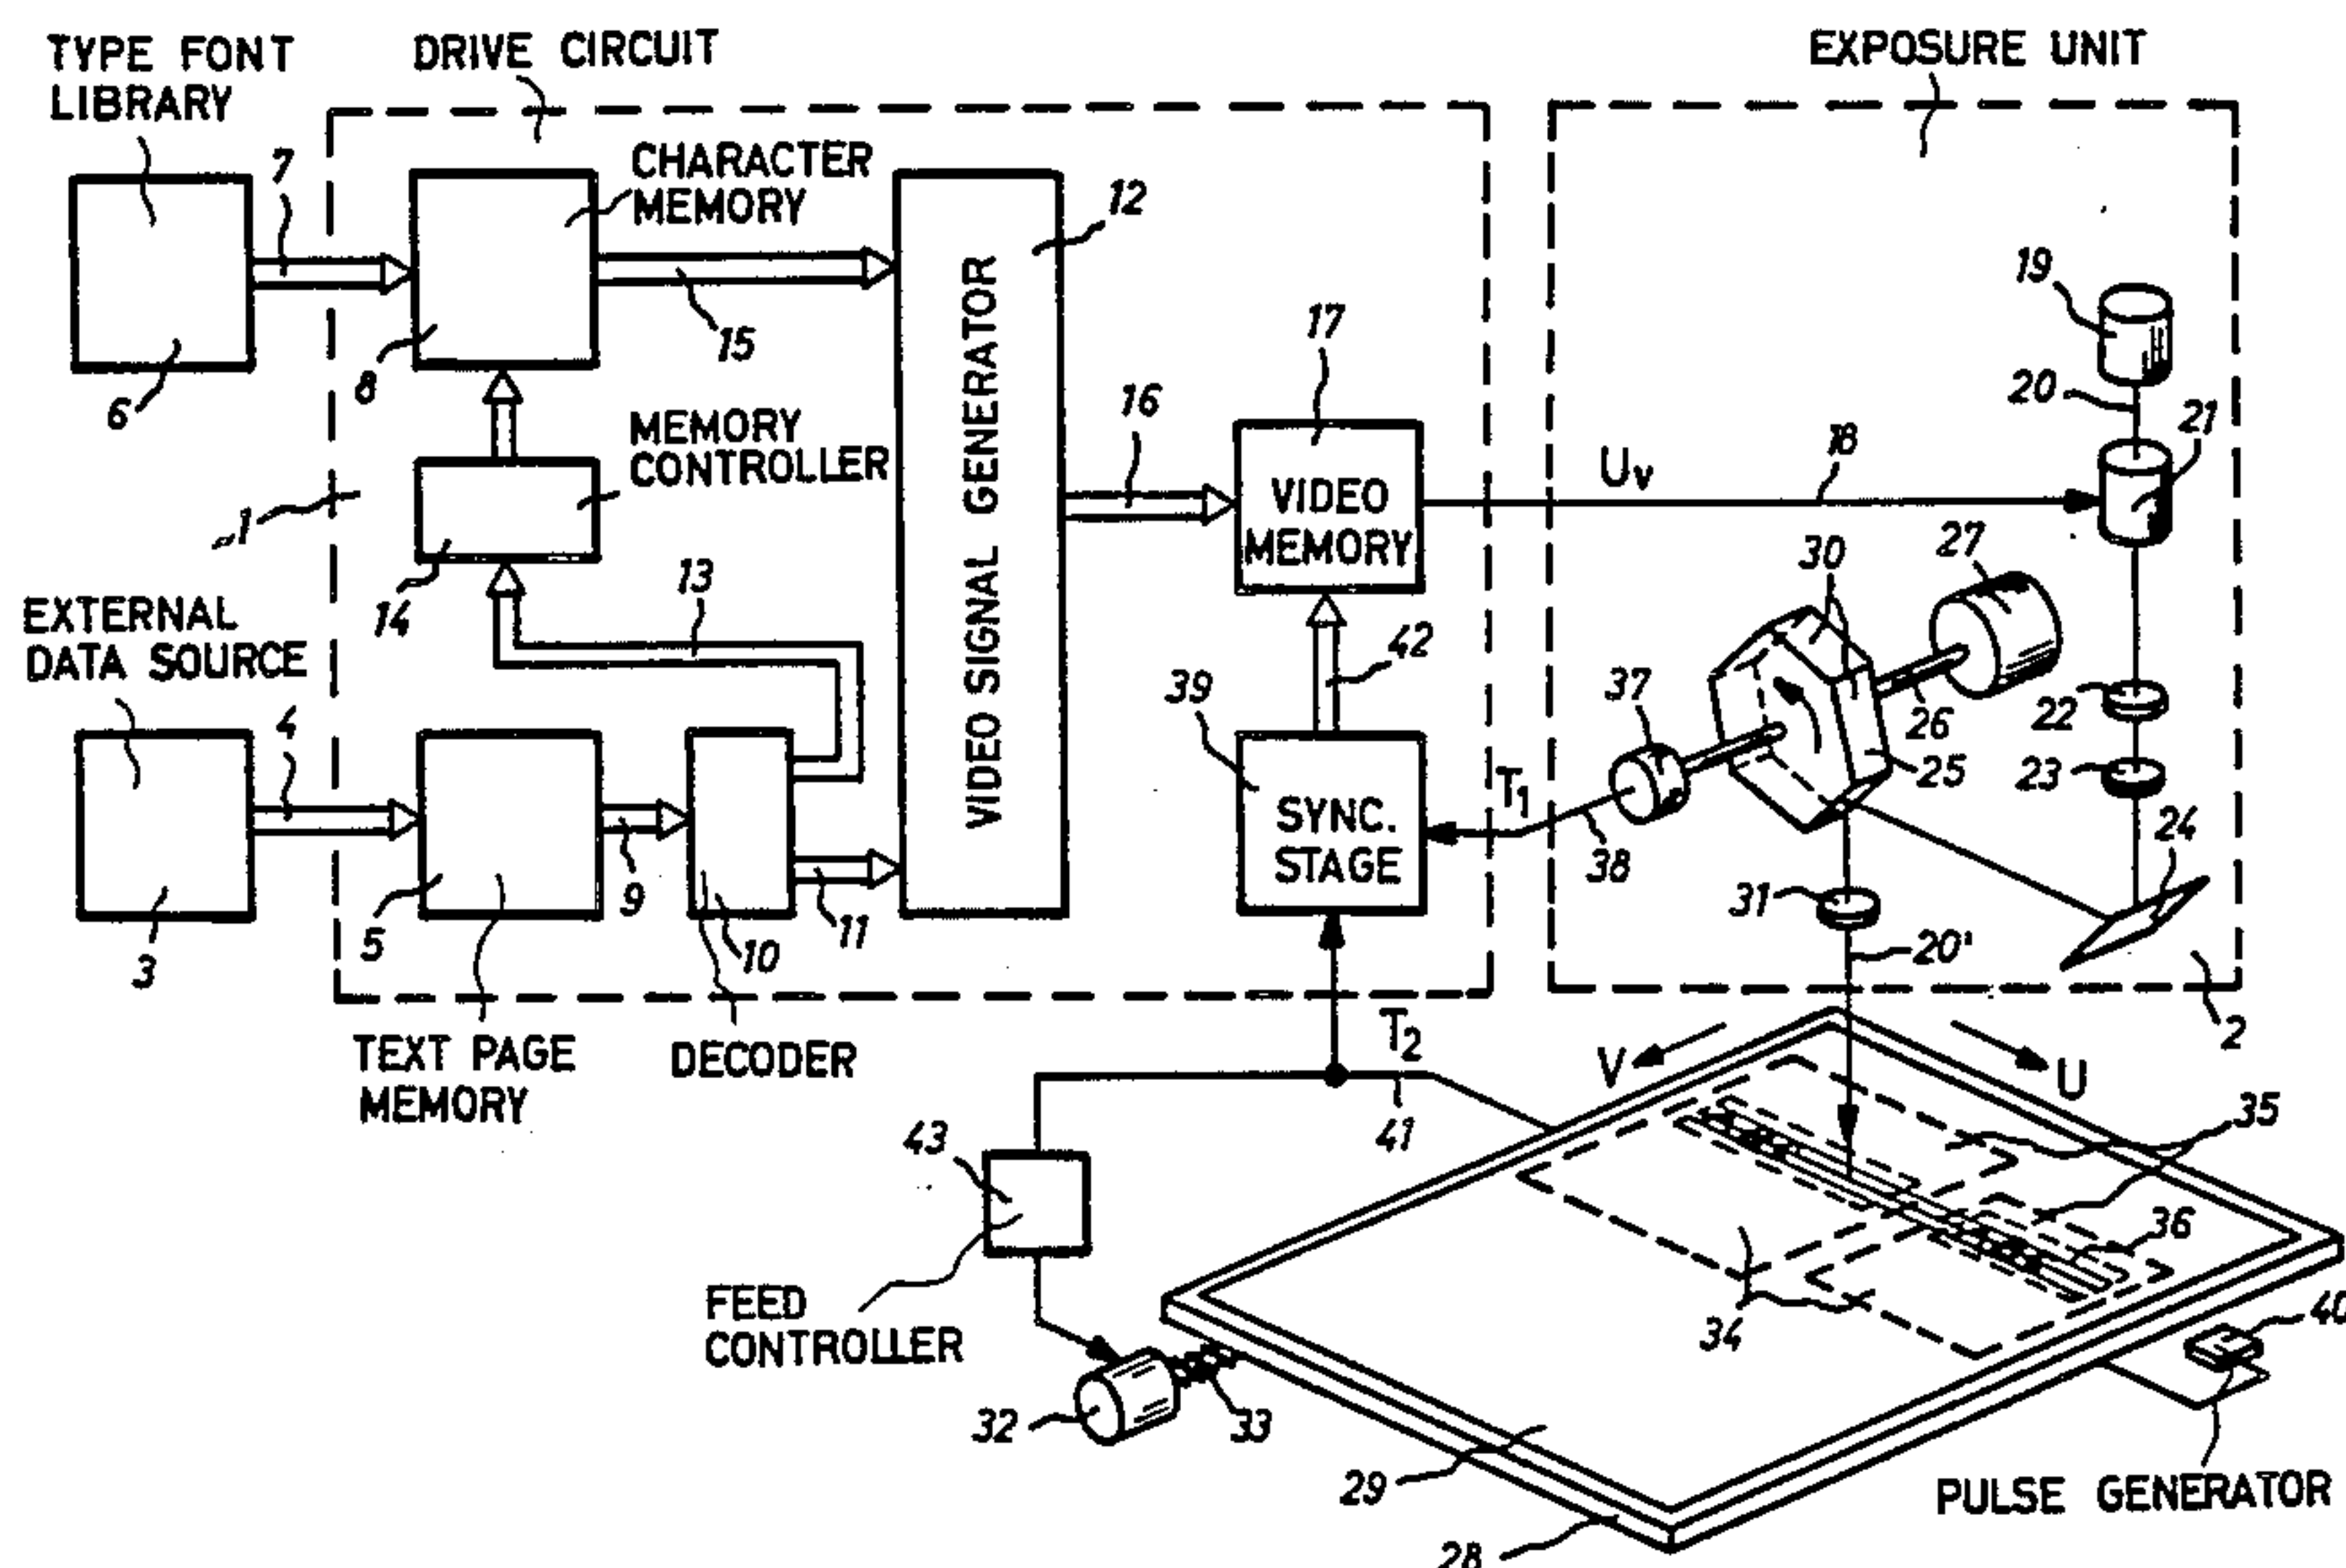 TYPE FONT
LIBRARY
DRIVE CIRCUIT
EXPOSURE UNIT
7
CHARACTER
MEMORY
12
6
8
15
17
19
20
21
MEMORY
CONTROLLER
16
18
Uv
VIDEO SIGNAL GENERATOR
1
14
13
VIDEO
MEMORY
30
27
EXTERNAL
DATA SOURCE
4
39
42
37
26
22
25
23
T1
38
24
SYNC.
STAGE
3
5
9
10
11
31
20'
2
TEXT PAGE
MEMORY
DECODER
T2
V
U
41
35
43
36
34
40
FEED
CONTROLLER
32
33
29
28
PULSE GENERATOR